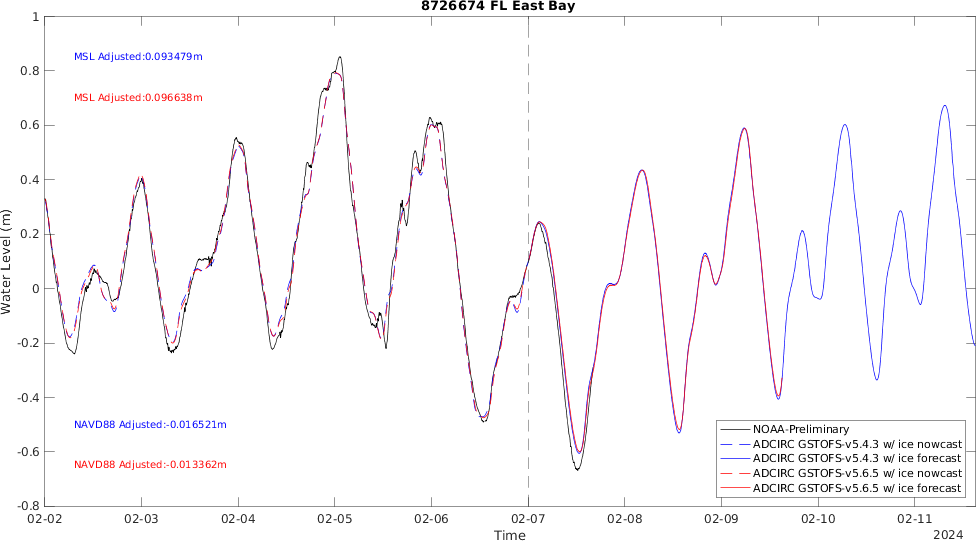 8726674 FL East Bay
MSL Adjusted:0.093479m
MSL Adjusted:0.096638m
NAVD88 Adjusted:-0.016521m
NAVD88 Adjusted:-0.013362m
Water Level (m)
1
0.8
0.6
0.4
0.2
0
-0.2
-0.4
-0.6
-0.8
NOAA-Preliminary
ADCIRC GSTOFS-v5.4.3 w/ ice nowcast
ADCIRC GSTOFS-v5.4.3 w/ ice forecast
ADCIRC GSTOFS-v5.6.5 w/ ice nowcast
ADCIRC GSTOFS-v5.6.5 w/ ice forecast
02-02 02-03 02-04 02-05 02-06 02-07 02-08 02-09 02-10 02-11
Time
2024